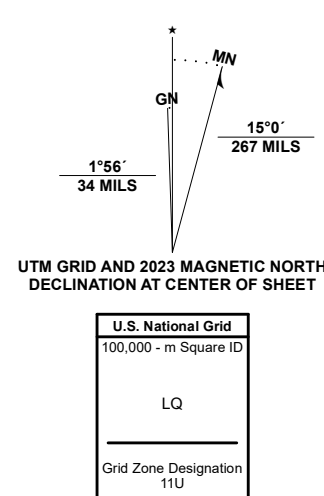 ★
MN
GN
15°0´
267 MILS
1°56´
34 MILS
UTM GRID AND 2023 MAGNETIC NORTH
DECLINATION AT CENTER OF SHEET
U.S. National Grid
100,000 - m Square ID
LQ
Grid Zone Designation
11U